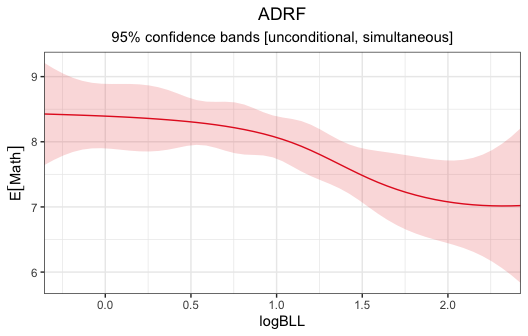 ADRF
95% confidence bands [unconditional, simultaneous]
9
8
7
6
E[Math]
0.0 0.5 1.0 1.5 2.0
logBLL